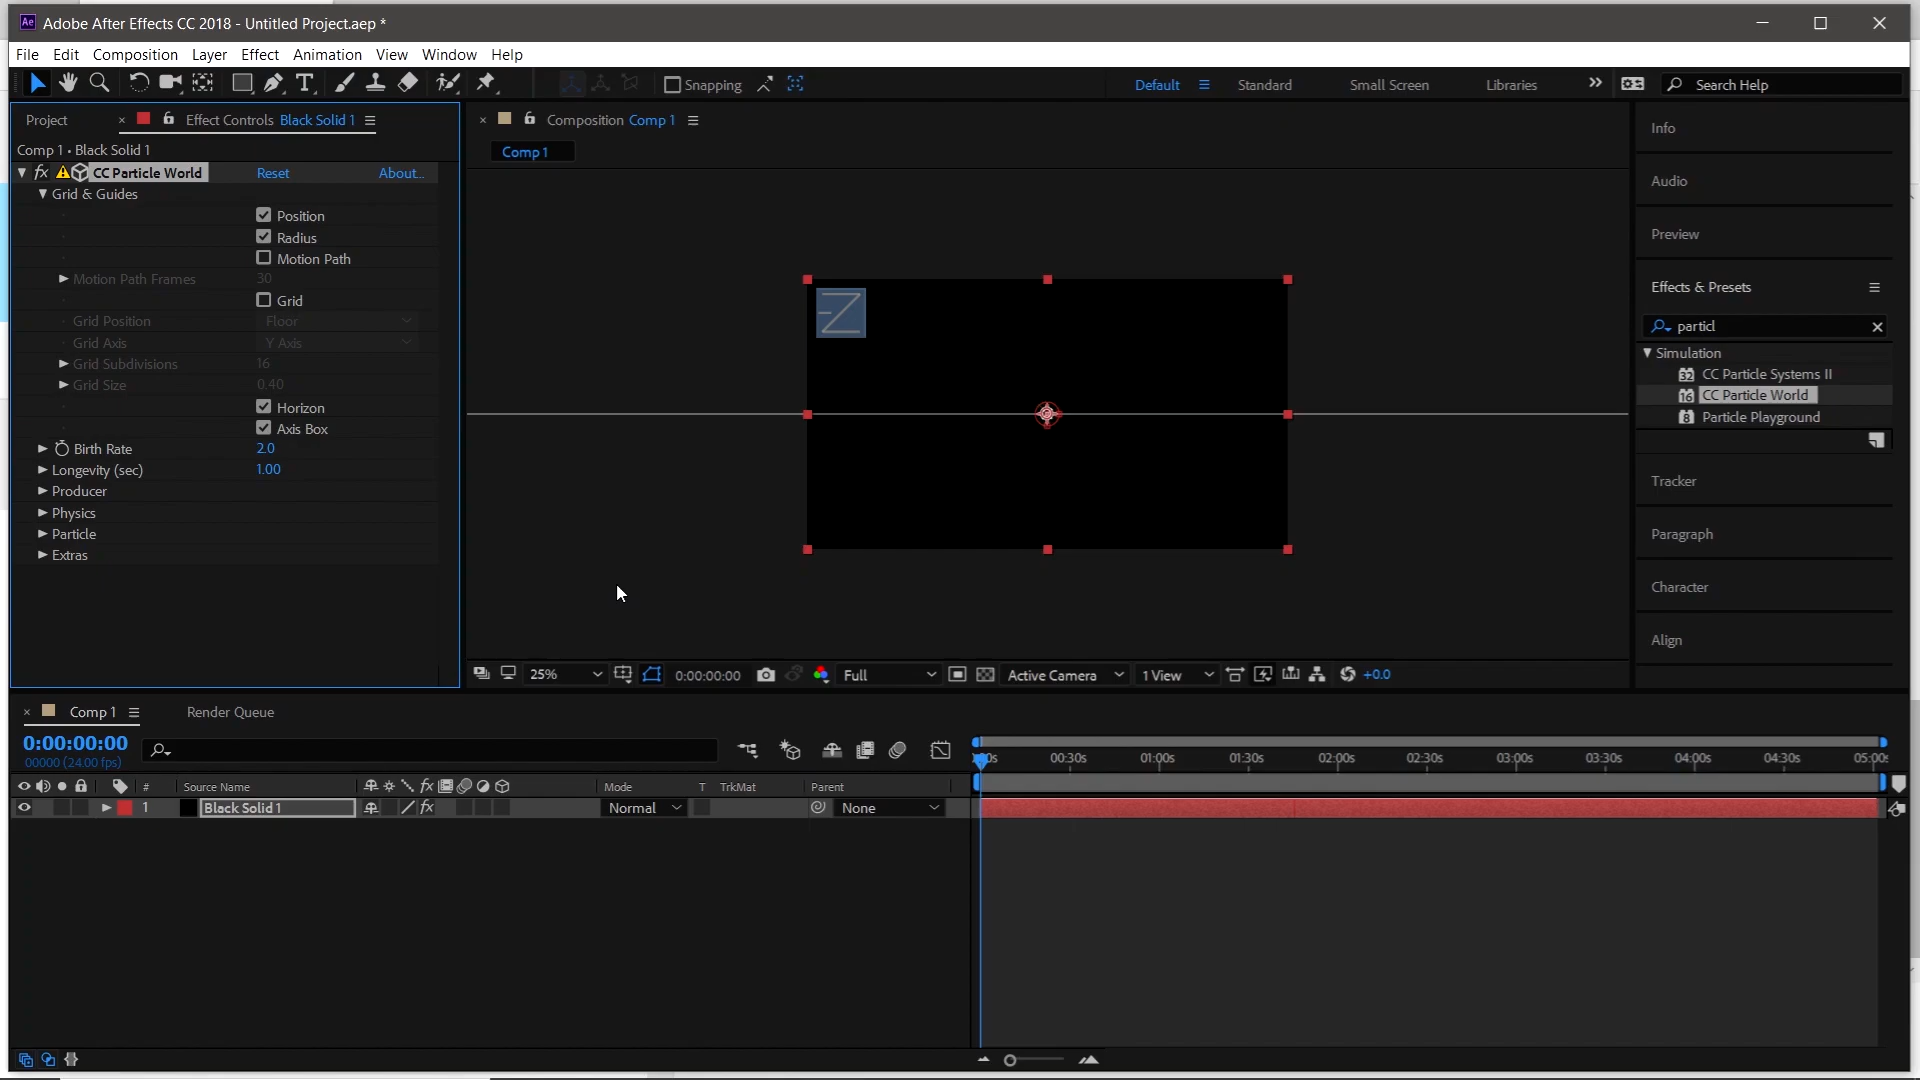 Ae Adobe After Effects CC 2018 - Untitled Project.aep *
File Edit Composition Layer Effect Animation View Window Help
Snapping
Default Standard Small Screen Libraries Search Help
Project
Effect Controls Black Solid 1
Comp 1 • Black Solid 1
fx CC Particle World Reset About...
Grid & Guides
Position
Radius
Motion Path
Motion Path Frames 30
Grid
Grid Position Floor
Grid Axis Y Axis
Grid Subdivisions 16
Grid Size 0.40
Horizon
Axis Box
Birth Rate 2.0
Longevity (sec) 1.00
Producer
Physics
Particle
Extras
Composition Comp 1
Comp 1
-Z
25% 0:00:00:00 Full Active Camera 1 View +0.0
Info
Audio
Preview
Effects & Presets
particl
Simulation
32 CC Particle Systems II
16 CC Particle World
8 Particle Playground
Tracker
Paragraph
Character
Align
Comp 1 Render Queue
0:00:00:00
00000 (24.00 fps)
00:30s 01:00s 01:30s 02:00s 02:30s 03:00s 03:30s 04:00s 04:30s
# Source Name fx Mode T TrkMat Parent
1 Black Solid 1 fx Normal None